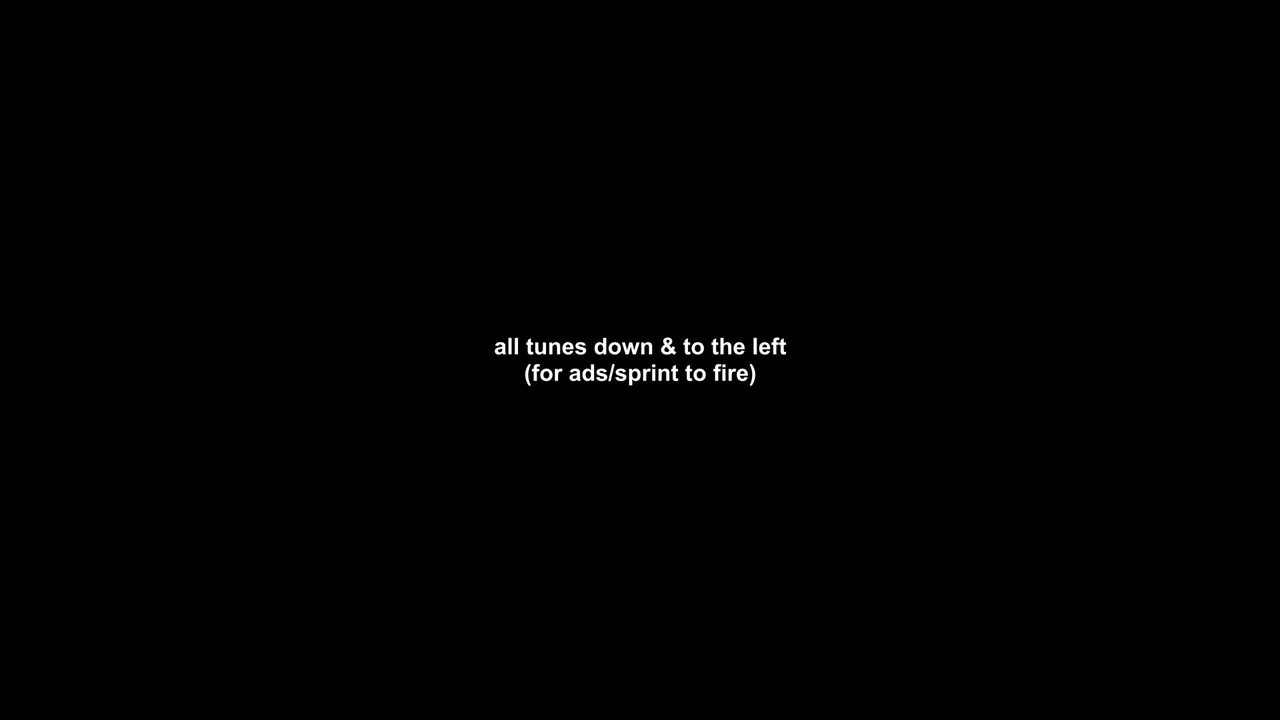 all tunes down & to the left
(for ads/sprint to fire)